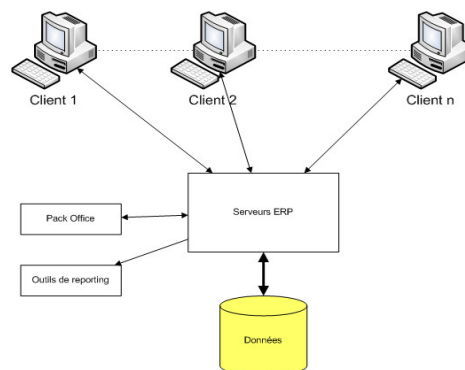 Client 1
Client 2
Client n
Serveurs ERP
Pack Office
Outils de reporting
Données